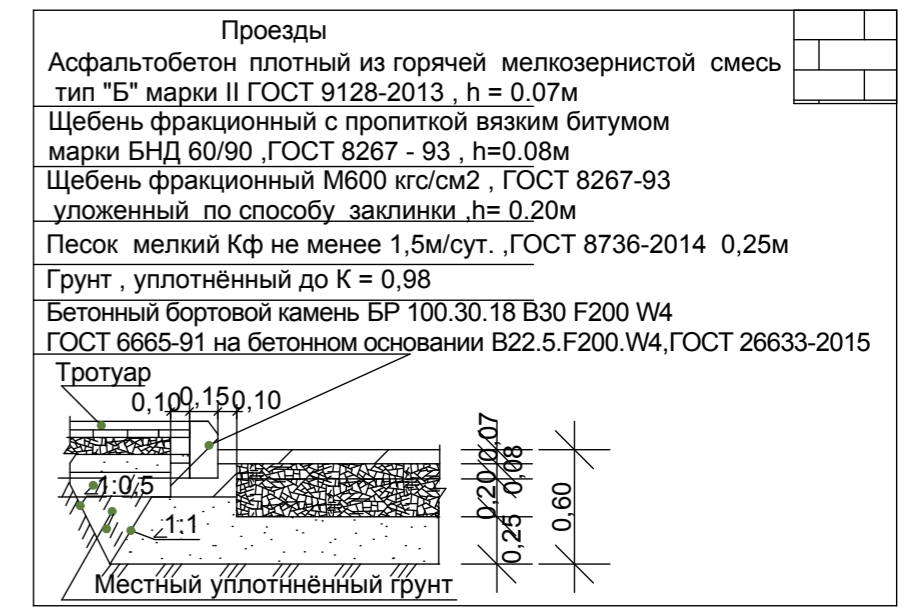 Проезды
Асфальтобетон плотный из горячей мелкозернистой смесь
тип "Б" марки II ГОСТ 9128-2013 , h = 0.07м
Щебень фракционный с пропиткой вязким битумом
марки БНД 60/90 ,ГОСТ 8267 - 93 , h=0.08м
Щебень фракционный М600 кгс/см2 , ГОСТ 8267-93
уложенный по способу заклинки ,h= 0.20м
Песок мелкий Кф не менее 1,5м/сут. ,ГОСТ 8736-2014 0,25м
Грунт , уплотнённый до К = 0,98
Бетонный бортовой камень БР 100.30.18 В30 F200 W4
ГОСТ 6665-91 на бетонном основании В22.5.F200.W4,ГОСТ 26633-2015
Тротуар
0,10 0,15 0,10
0,07
0,08
0,20
0,25
0,60
1:0,5
1:1
Местный уплотннённый грунт